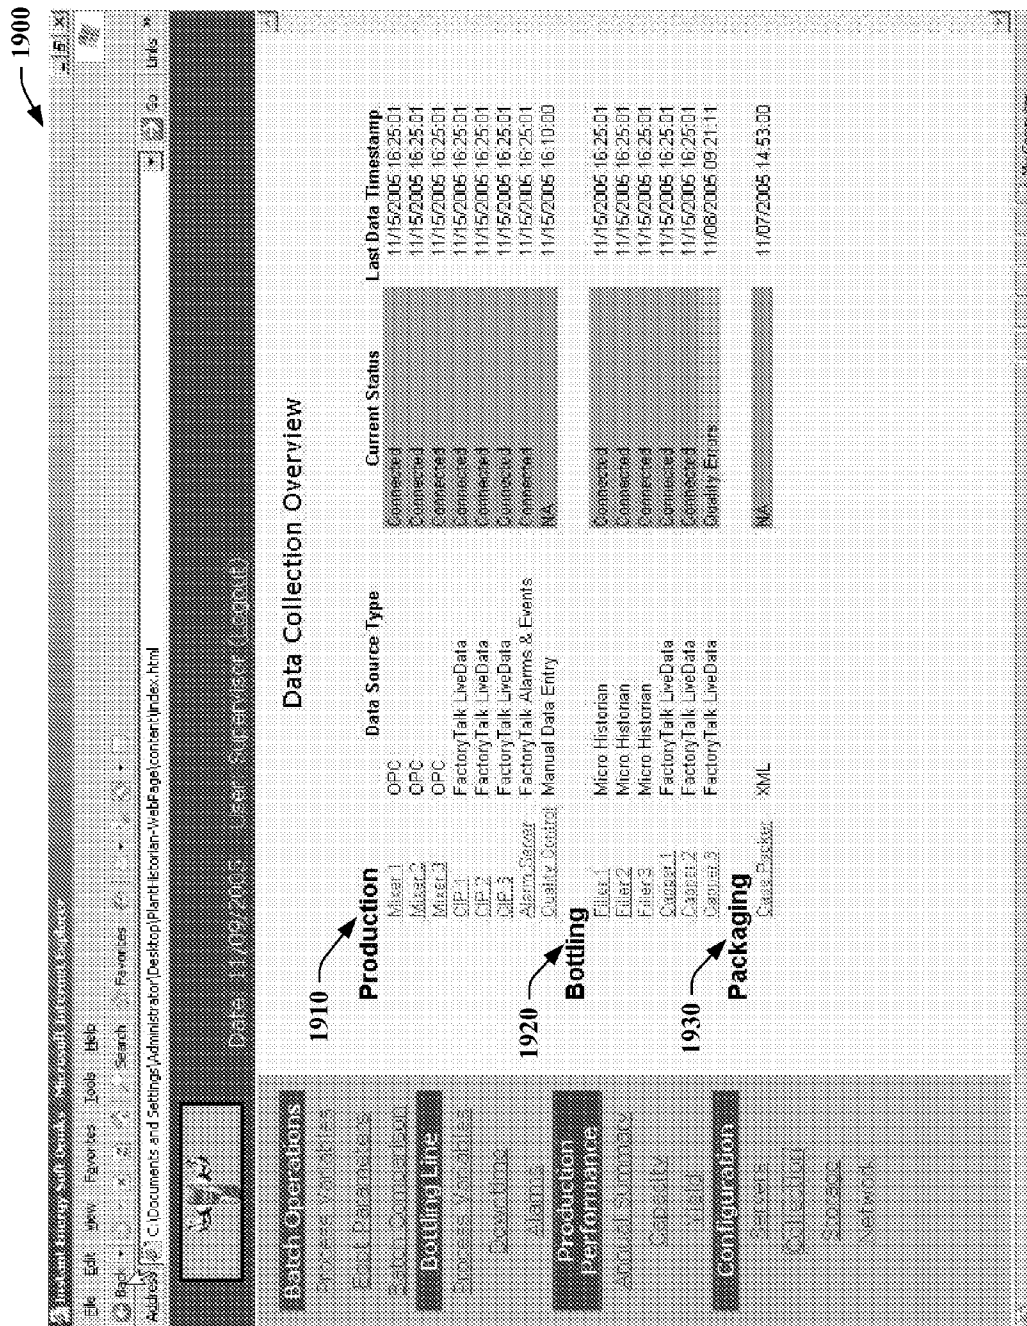 1900
Instant Energy Soft Drinks - Microsoft Internet Explorer
File Edit View Favorites Tools Help
Back Search Favorites
Address C:\Documents and Settings\Administrator\Desktop\PlantHistorian-WebPage\content\index.html Go Links »
User: Supervisor (Logout)
Batch Operations
Process Variables
Edit Parameters
Batch Comparison
Bottling Line
Process Variables
Downtime
Alarms
Production Performance
Annual Summary
Capacity
Yield
Configuration
Servers
Collection
Storage
Network
Data Collection Overview
Data Source Type Current Status Last Data Timestamp
1910
Production
Mixer 1 OPC Connected 11/15/2005 16:25:01
Mixer 2 OPC Connected 11/15/2005 16:25:01
Mixer 3 OPC Connected 11/15/2005 16:25:01
CIP 1 FactoryTalk LiveData Connected 11/15/2005 16:25:01
CIP 2 FactoryTalk LiveData Connected 11/15/2005 16:25:01
CIP 3 FactoryTalk LiveData Connected 11/15/2005 16:25:01
Alarm Server FactoryTalk Alarms & Events Connected 11/15/2005 16:25:01
Quality Control Manual Data Entry NA 11/15/2005 16:10:00
1920
Bottling
Filler 1 Micro Historian Connected 11/15/2005 16:25:01
Filler 2 Micro Historian Connected 11/15/2005 16:25:01
Filler 3 Micro Historian Connected 11/15/2005 16:25:01
Capper 1 FactoryTalk LiveData Connected 11/15/2005 16:25:01
Capper 2 FactoryTalk LiveData Connected 11/15/2005 16:25:01
Capper 3 FactoryTalk LiveData Quality Errors 11/08/2005 09:21:11
1930
Packaging
Case Packer XML NA 11/07/2005 14:53:00